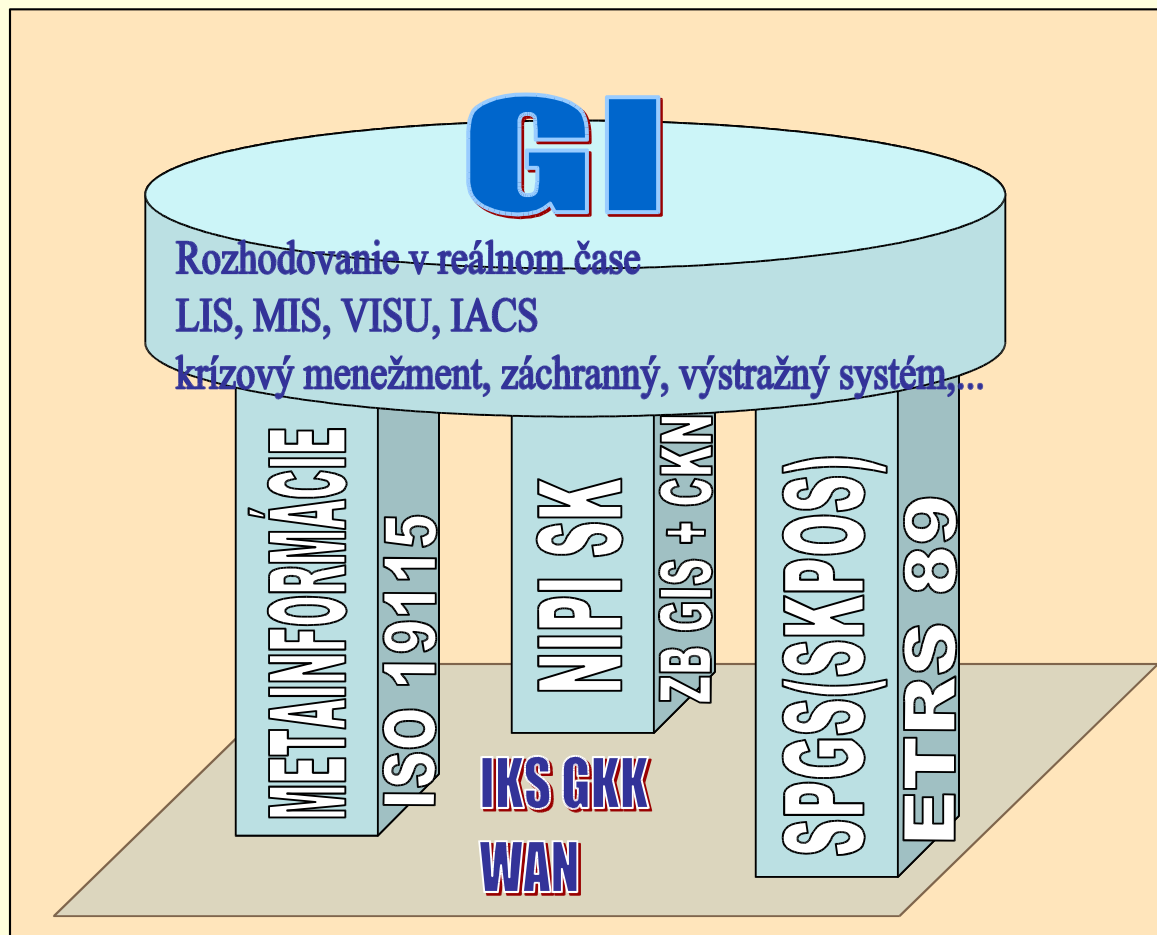 GI
Rozhodovanie v reálnom čase
LIS, MIS, VISU, IACS
krízový menežment, záchranný, výstražný systém,...
METAINFORMÁCIE
ISO 19115
NIPI SK
ZB GIS + CKN
SPGS(SKPOS)
ETRS 89
IKS GKK
WAN